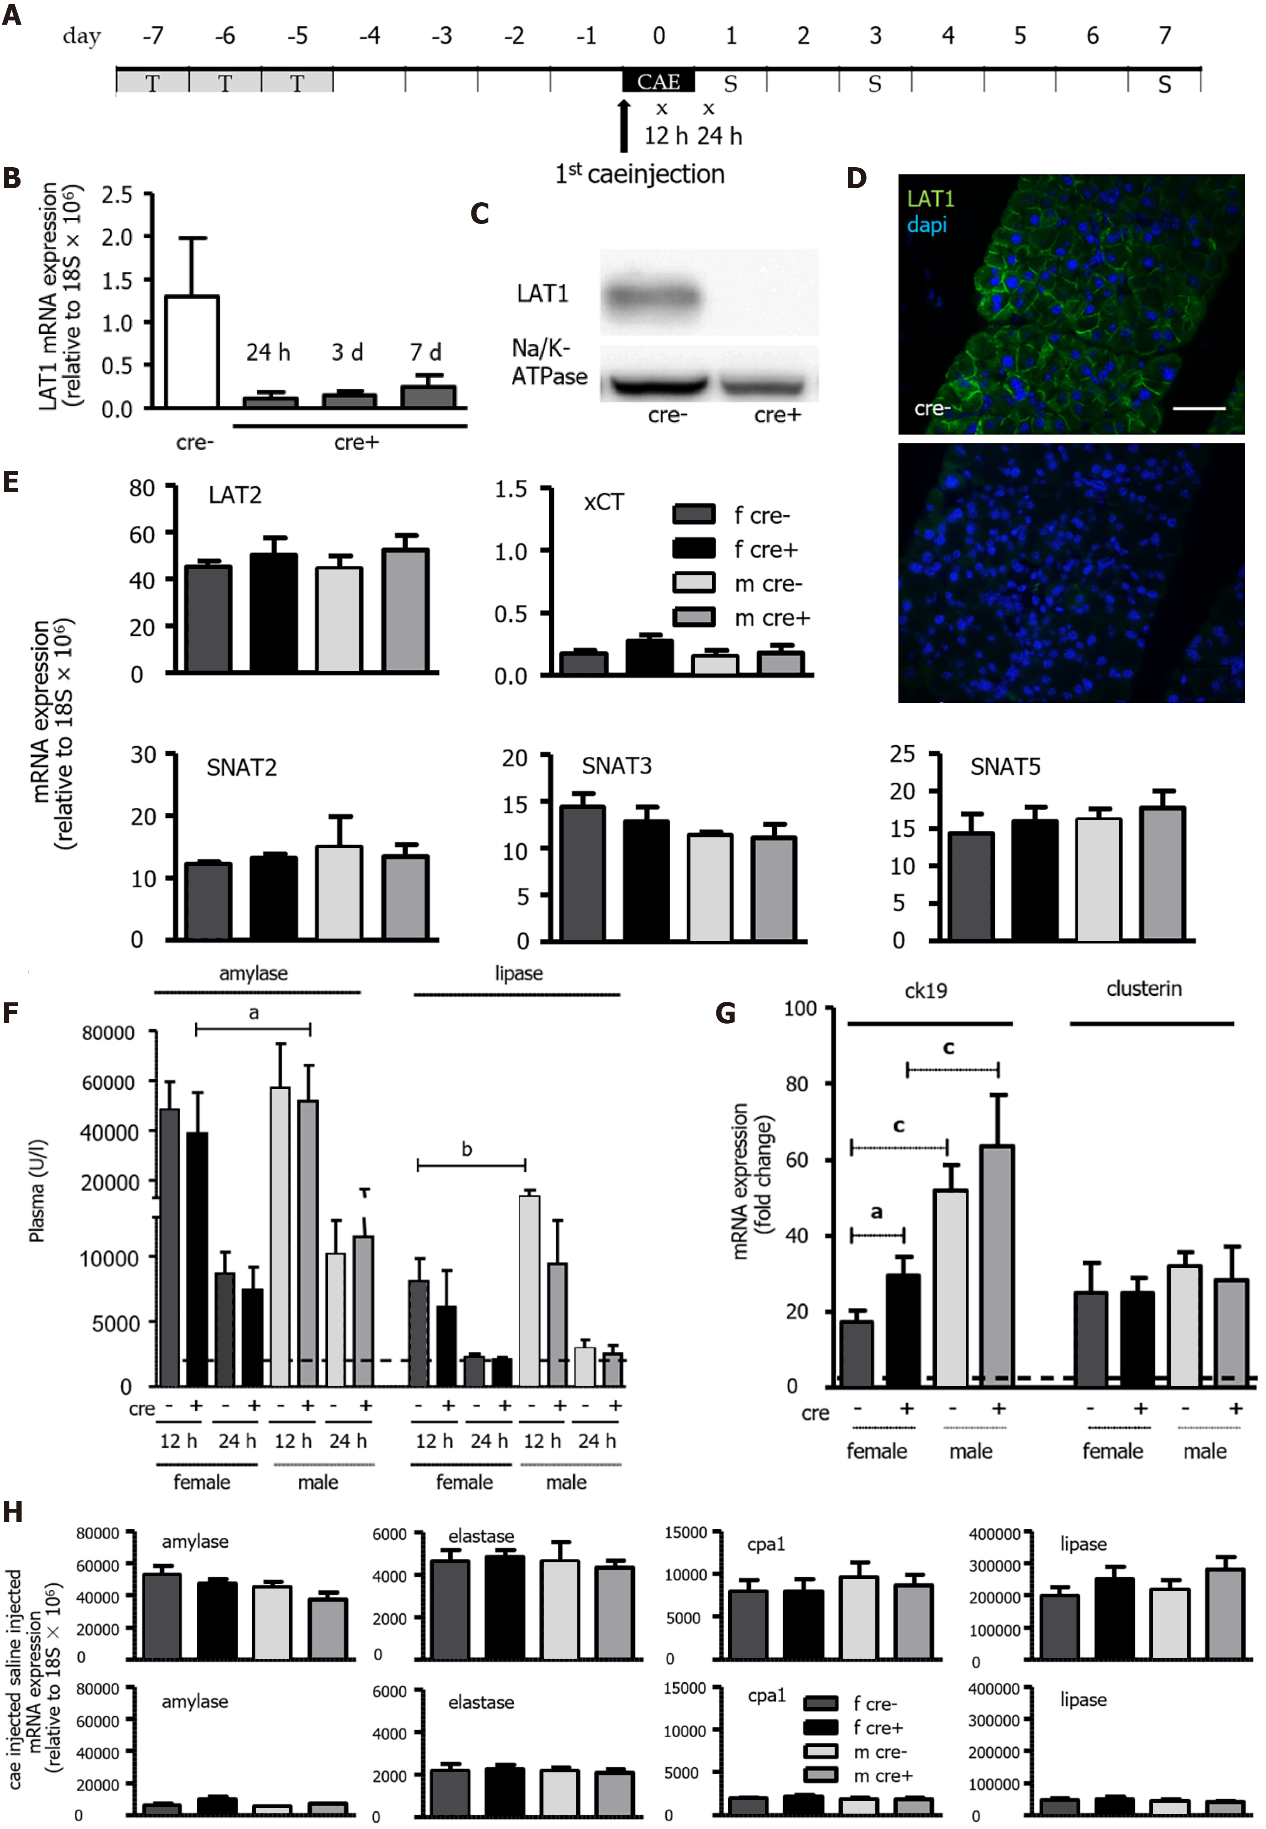 A
day -7 -6 -5 -4 -3 -2 -1 0 1 2 3 4 5 6 7
T T T CAE S S S
x x
12 h 24 h
1st caeinjection
B
LAT1 mRNA expression
(relative to 18S × 10⁶)
2.5
2.0
1.5
1.0
0.5
0.0
24 h 3 d 7 d
cre- cre+
C
LAT1
Na/K-
ATPase
cre- cre+
D
LAT1
dapi
cre-
E
mRNA expression
(relative to 18S × 10⁶)
LAT2
80
60
40
20
0
xCT
1.5
1.0
0.5
0.0
f cre-
f cre+
m cre-
m cre+
SNAT2
30
20
10
0
SNAT3
20
15
10
5
0
SNAT5
25
20
15
10
5
0
F
amylase lipase
Plasma (U/l)
80000
60000
40000
20000
10000
5000
0
a
b
cre - + - + - + - + - + - + - + - +
12 h 24 h 12 h 24 h 12 h 24 h 12 h 24 h
female male female male
G
ck19 clusterin
mRNA expression
(fold change)
100
80
60
40
20
0
c
c
a
cre - + - + - + - +
female male female male
H
cae injected saline injected
mRNA expression
(relative to 18S × 10⁶)
amylase
80000
60000
40000
20000
0
elastase
6000
4000
2000
0
cpa1
15000
10000
5000
0
lipase
400000
300000
200000
100000
0
amylase
80000
60000
40000
20000
0
elastase
6000
4000
2000
0
cpa1
15000
10000
5000
0
f cre-
f cre+
m cre-
m cre+
lipase
400000
300000
200000
100000
0